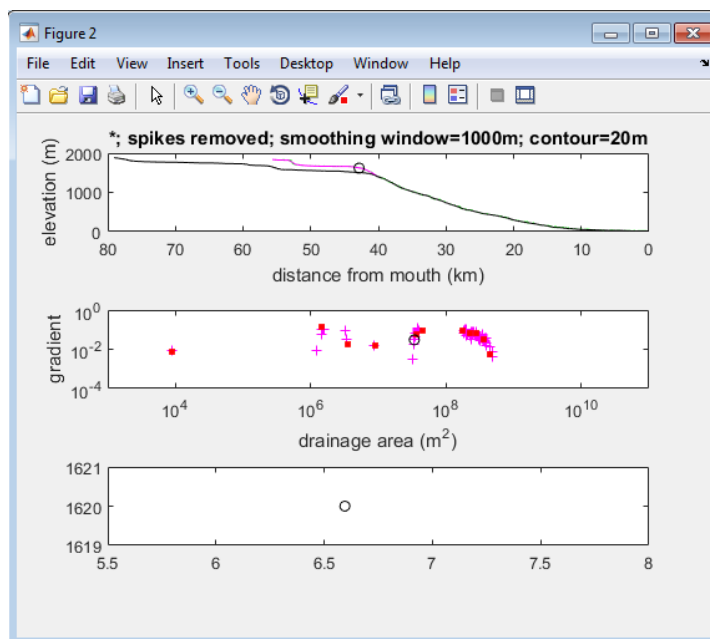 Figure 2
File Edit View Insert Tools Desktop Window Help
*; spikes removed; smoothing window=1000m; contour=20m
elevation (m)
2000
1000
0
80 70 60 50 40 30 20 10 0
distance from mouth (km)
gradient
10^0
10^-2
10^-4
10^4 10^6 10^8 10^10
drainage area (m^2)
1621
1620
1619
5.5 6 6.5 7 7.5 8